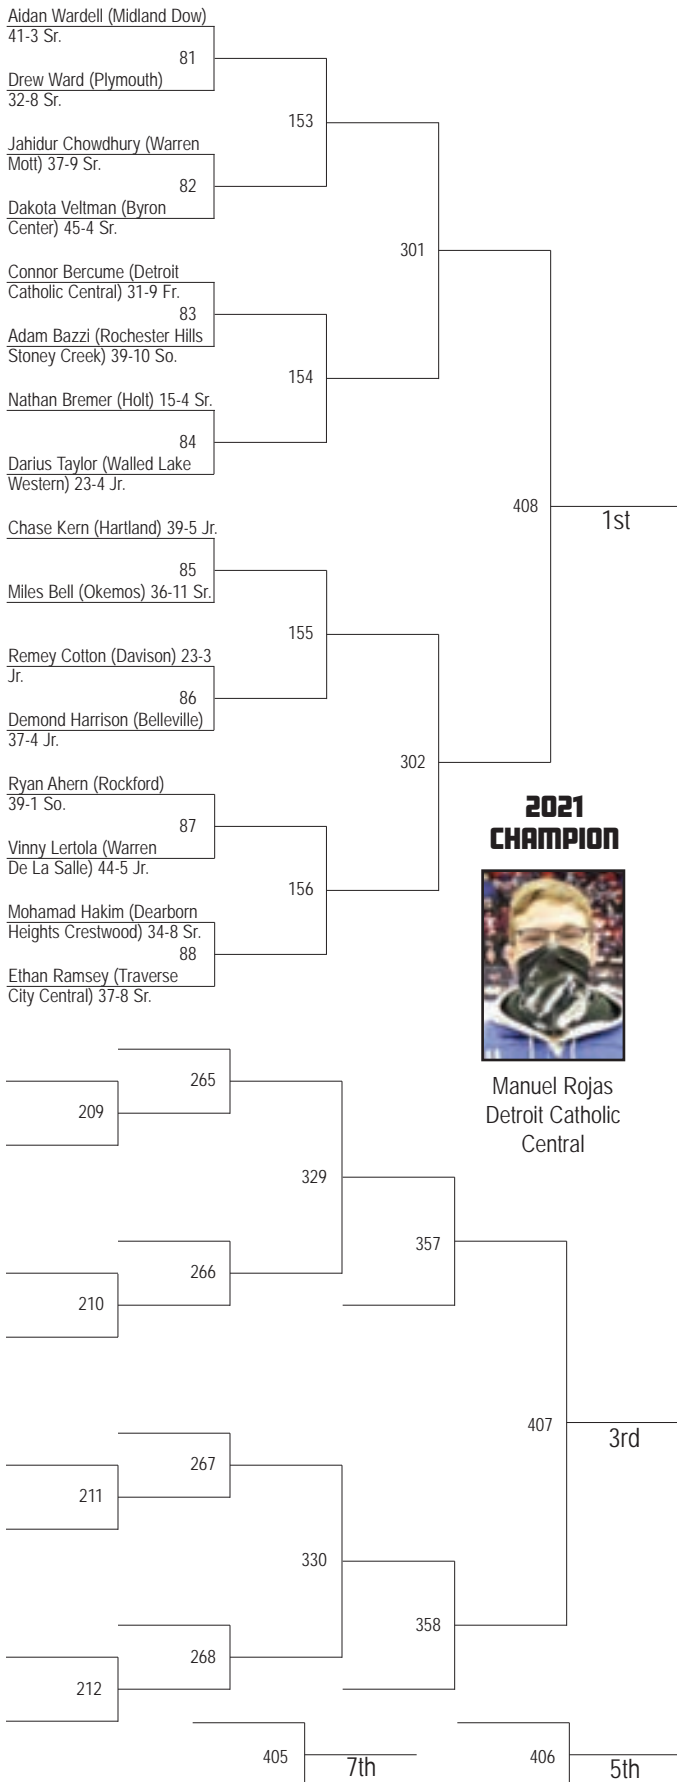 Aidan Wardell (Midland Dow)
41-3 Sr.
81
Drew Ward (Plymouth)
32-8 Sr.
153
Jahidur Chowdhury (Warren
Mott) 37-9 Sr.
82
Dakota Veltman (Byron
Center) 45-4 Sr.
301
Connor Bercume (Detroit
Catholic Central) 31-9 Fr.
83
Adam Bazzi (Rochester Hills
Stoney Creek) 39-10 So.
154
Nathan Bremer (Holt) 15-4 Sr.
84
Darius Taylor (Walled Lake
Western) 23-4 Jr.
408
1st
Chase Kern (Hartland) 39-5 Jr.
85
Miles Bell (Okemos) 36-11 Sr.
155
Remey Cotton (Davison) 23-3
Jr.
86
Demond Harrison (Belleville)
37-4 Jr.
302
Ryan Ahern (Rockford)
39-1 So.
87
Vinny Lertola (Warren
De La Salle) 44-5 Jr.
156
Mohamad Hakim (Dearborn
Heights Crestwood) 34-8 Sr.
88
Ethan Ramsey (Traverse
City Central) 37-8 Sr.
2021
CHAMPION
Manuel Rojas
Detroit Catholic
Central
265
209
329
357
266
210
407
3rd
267
211
330
358
268
212
405
7th
406
5th